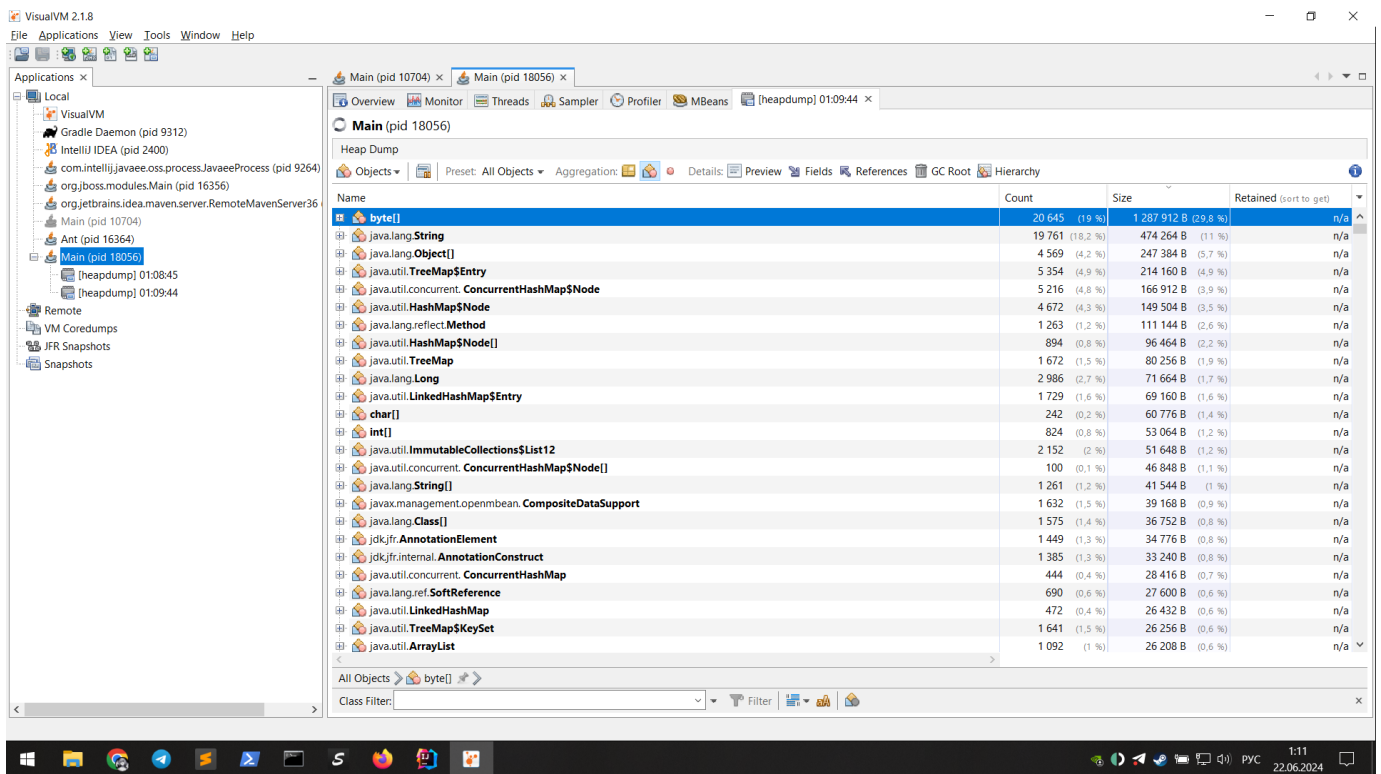 VisualVM 2.1.8
File Applications View Tools Window Help
Applications
Main (pid 10704) Main (pid 18056)
Local
VisualVM
Gradle Daemon (pid 9312)
IntelliJ IDEA (pid 2400)
com.intellij.javaee.oss.process.JavaeeProcess (pid 9264)
org.jboss.modules.Main (pid 16356)
org.jetbrains.idea.maven.server.RemoteMavenServer36
Main (pid 10704)
Ant (pid 16364)
Main (pid 18056)
[heapdump] 01:08:45
[heapdump] 01:09:44
Remote
VM Coredumps
JFR Snapshots
Snapshots
Overview Monitor Threads Sampler Profiler MBeans [heapdump] 01:09:44
Main (pid 18056)
Heap Dump
Objects Preset: All Objects Aggregation: Details: Preview Fields References GC Root Hierarchy
Name Count Size Retained (sort to get)
byte[] 20 645 (19 %) 1 287 912 B (29,8 %) n/a
java.lang.String 19 761 (18,2 %) 474 264 B (11 %) n/a
java.lang.Object[] 4 569 (4,2 %) 247 384 B (5,7 %) n/a
java.util.TreeMap$Entry 5 354 (4,9 %) 214 160 B (4,9 %) n/a
java.util.concurrent. ConcurrentHashMap$Node 5 216 (4,8 %) 166 912 B (3,9 %) n/a
java.util.HashMap$Node 4 672 (4,3 %) 149 504 B (3,5 %) n/a
java.lang.reflect.Method 1 263 (1,2 %) 111 144 B (2,6 %) n/a
java.util.HashMap$Node[] 894 (0,8 %) 96 464 B (2,2 %) n/a
java.util.TreeMap 1 672 (1,5 %) 80 256 B (1,9 %) n/a
java.lang.Long 2 986 (2,7 %) 71 664 B (1,7 %) n/a
java.util.LinkedHashMap$Entry 1 729 (1,6 %) 69 160 B (1,6 %) n/a
char[] 242 (0,2 %) 60 776 B (1,4 %) n/a
int[] 824 (0,8 %) 53 064 B (1,2 %) n/a
java.util.ImmutableCollections$List12 2 152 (2 %) 51 648 B (1,2 %) n/a
java.util.concurrent. ConcurrentHashMap$Node[] 100 (0,1 %) 46 848 B (1,1 %) n/a
java.lang.String[] 1 261 (1,2 %) 41 544 B (1 %) n/a
javax.management.openmbean. CompositeDataSupport 1 632 (1,5 %) 39 168 B (0,9 %) n/a
java.lang.Class[] 1 575 (1,4 %) 36 752 B (0,8 %) n/a
jdk.jfr.AnnotationElement 1 449 (1,3 %) 34 776 B (0,8 %) n/a
jdk.jfr.internal. AnnotationConstruct 1 385 (1,3 %) 33 240 B (0,8 %) n/a
java.util.concurrent. ConcurrentHashMap 444 (0,4 %) 28 416 B (0,7 %) n/a
java.lang.ref.SoftReference 690 (0,6 %) 27 600 B (0,6 %) n/a
java.util.LinkedHashMap 472 (0,4 %) 26 432 B (0,6 %) n/a
java.util.TreeMap$KeySet 1 641 (1,5 %) 26 256 B (0,6 %) n/a
java.util.ArrayList 1 092 (1 %) 26 208 B (0,6 %) n/a
All Objects byte[]
Class Filter: Filter
РУС
1:11
22.06.2024